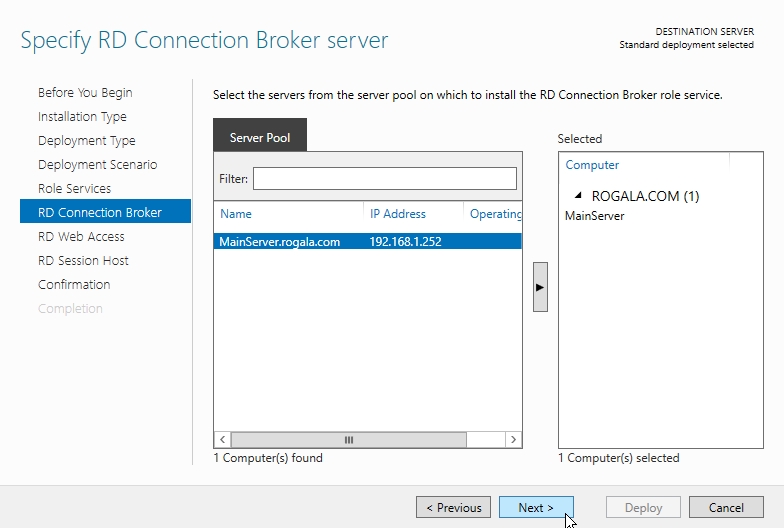 Specify RD Connection Broker server
DESTINATION SERVER
Standard deployment selected
Before You Begin
Installation Type
Deployment Type
Deployment Scenario
Role Services
RD Connection Broker
RD Web Access
RD Session Host
Confirmation
Completion
Select the servers from the server pool on which to install the RD Connection Broker role service.
Server Pool
Filter:
Name IP Address Operating
MainServer.rogala.com 192.168.1.252
1 Computer(s) found
Selected
Computer
ROGALA.COM (1)
MainServer
1 Computer(s) selected
< Previous Next > Deploy Cancel